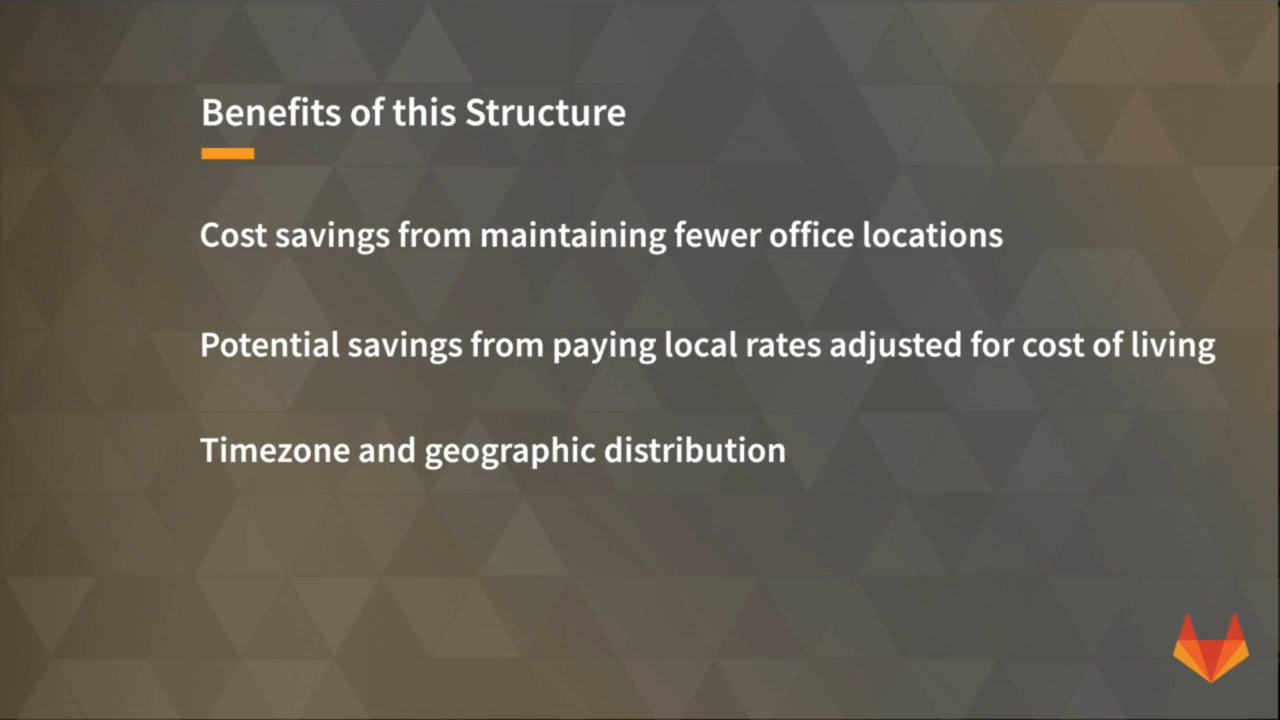 Benefits of this Structure
Cost savings from maintaining fewer office locations
Potential savings from paying local rates adjusted for cost of living
Timezone and geographic distribution